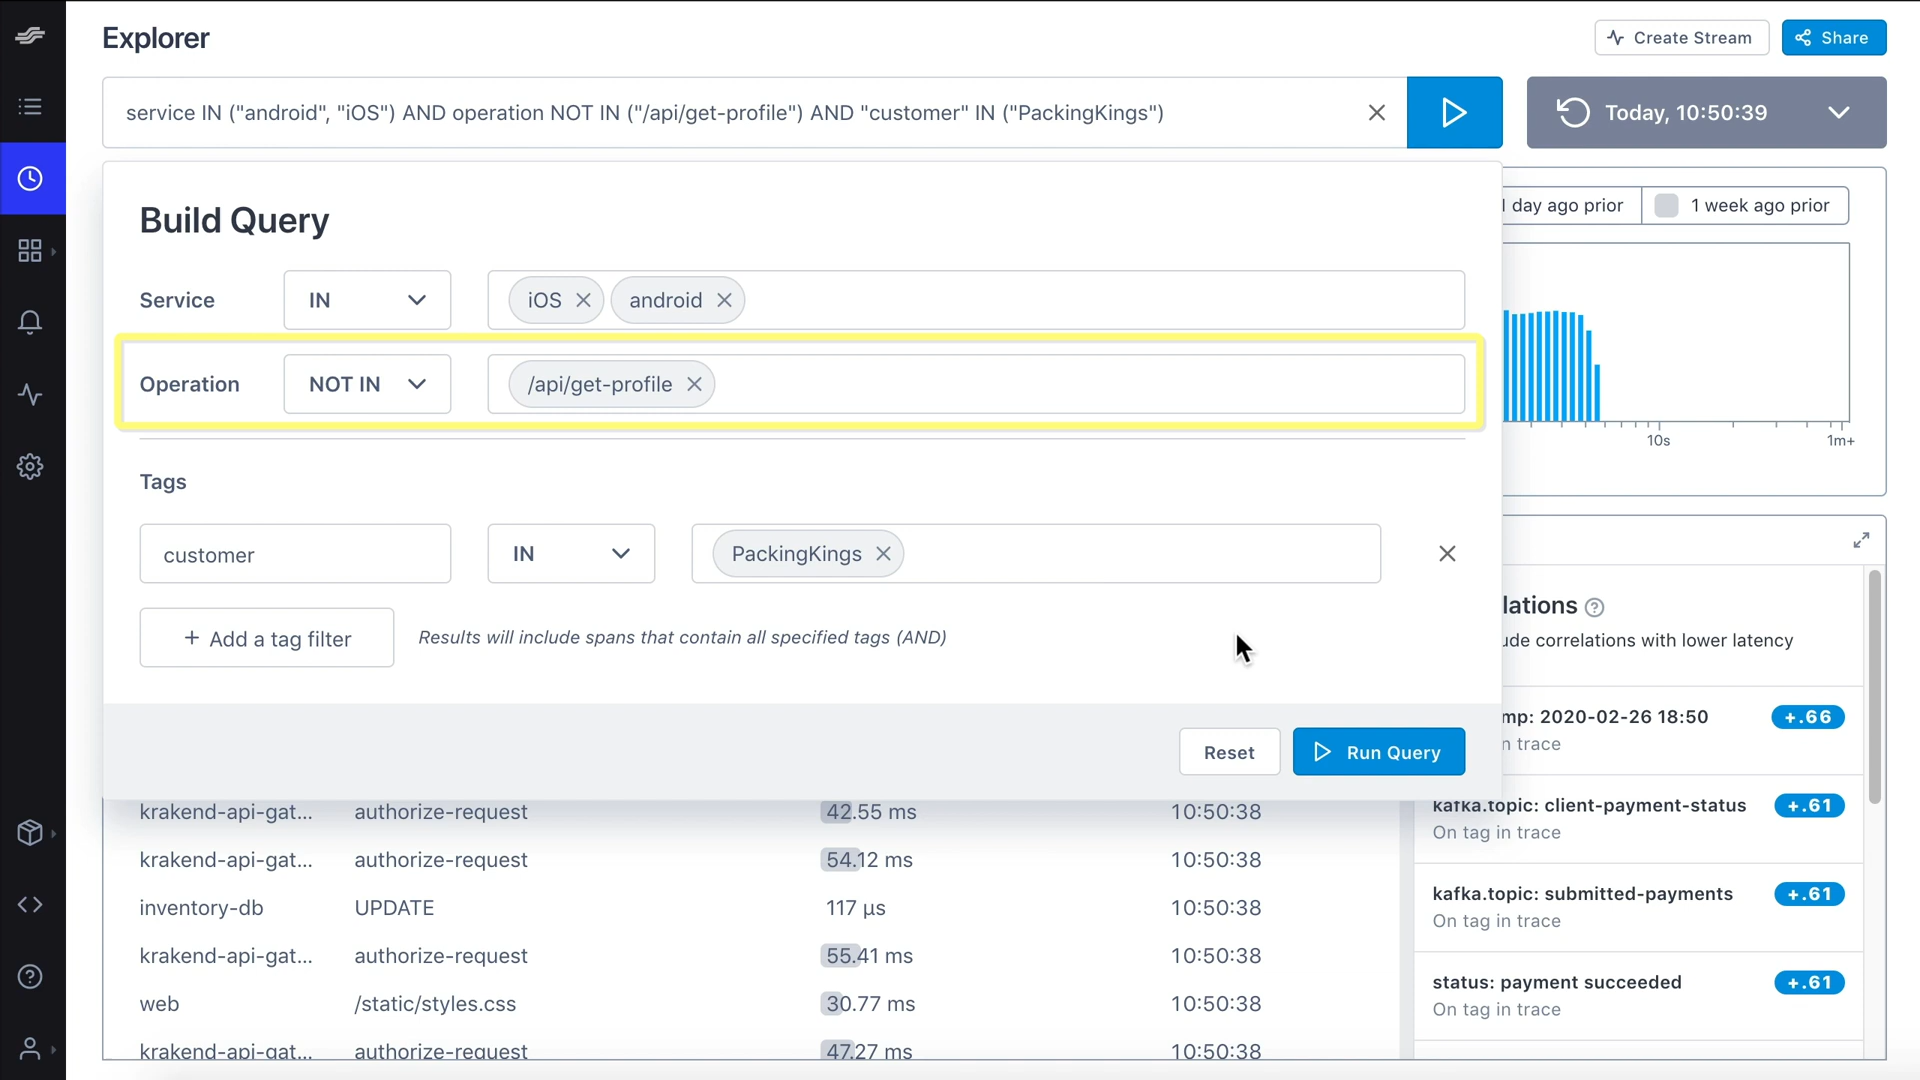 Explorer
Create Stream
Share
service IN ("android", "iOS") AND operation NOT IN ("/api/get-profile") AND "customer" IN ("PackingKings")
Today, 10:50:39
Build Query
day ago prior
1 week ago prior
Service
IN
iOS
android
Operation
NOT IN
/api/get-profile
10s
1m+
Tags
customer
IN
PackingKings
+ Add a tag filter
Results will include spans that contain all specified tags (AND)
Reset
Run Query
lations
ude correlations with lower latency
mp: 2020-02-26 18:50
+.66
n trace
kafka.topic: client-payment-status
+.61
On tag in trace
kafka.topic: submitted-payments
+.61
On tag in trace
status: payment succeeded
+.61
On tag in trace
krakend-api-gat... authorize-request 42.55 ms 10:50:38
krakend-api-gat... authorize-request 54.12 ms 10:50:38
inventory-db UPDATE 117 µs 10:50:38
krakend-api-gat... authorize-request 55.41 ms 10:50:38
web /static/styles.css 30.77 ms 10:50:38
krakend-api-gat... authorize-request 47.27 ms 10:50:38